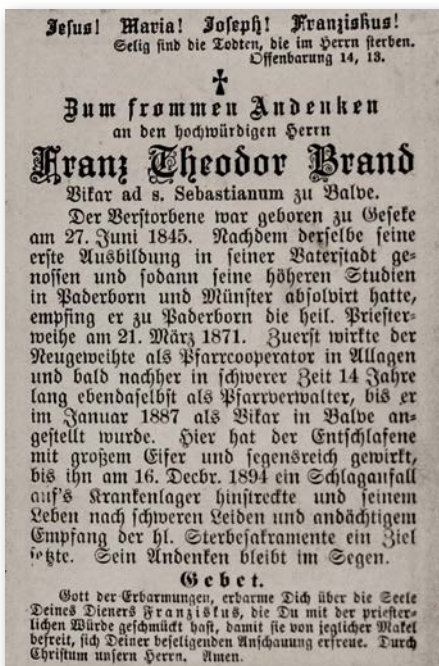 Jesus! Maria! Joseph! Franziskus!
Selig sind die Todten, die im Herrn sterben.
Offenbarung 14, 13.
Zum frommen Andenken
an den hochwürdigen Herrn
Franz Theodor Brand
Vikar ad s. Sebastianum zu Balve.
Der Verstorbene war geboren zu Geseke
am 27. Juni 1845. Nachdem derselbe seine
erste Ausbildung in seiner Vaterstadt ge-
nossen und sodann seine höheren Studien
in Paderborn und Münster absolvirt hatte,
empfing er zu Paderborn die heil. Priester-
weihe am 21. März 1871. Zuerst wirkte der
Neugeweihte als Pfarrcooperator in Allagen
und bald nachher in schwerer Zeit 14 Jahre
lang ebendaselbst als Pfarrverwalter, bis er
im Januar 1887 als Vikar in Balve an-
gestellt wurde. Hier hat der Entschlafene
mit großem Eifer und segensreich gewirkt,
bis ihn am 16. Decbr. 1894 ein Schlaganfall
auf's Krankenlager hinstreckte und seinem
Leben nach schweren Leiden und andächtigem
Empfang der hl. Sterbesakramente ein Ziel
setzte. Sein Andenken bleibt im Segen.
Gebet.
Gott der Erbarmungen, erbarme Dich über die Seele
Deines Dieners Franziskus, die Du mit der priester-
lichen Würde geschmückt hast, damit sie von jeglicher Makel
befreit, sich Deiner beseligenden Anschauung erfreue. Durch
Christum unsern Herrn. Amen.